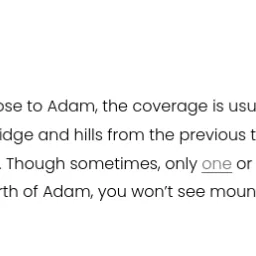 ose to Adam, the coverage is usu
idge and hills from the previous t
. Though sometimes, only one or
rth of Adam, you won't see moun